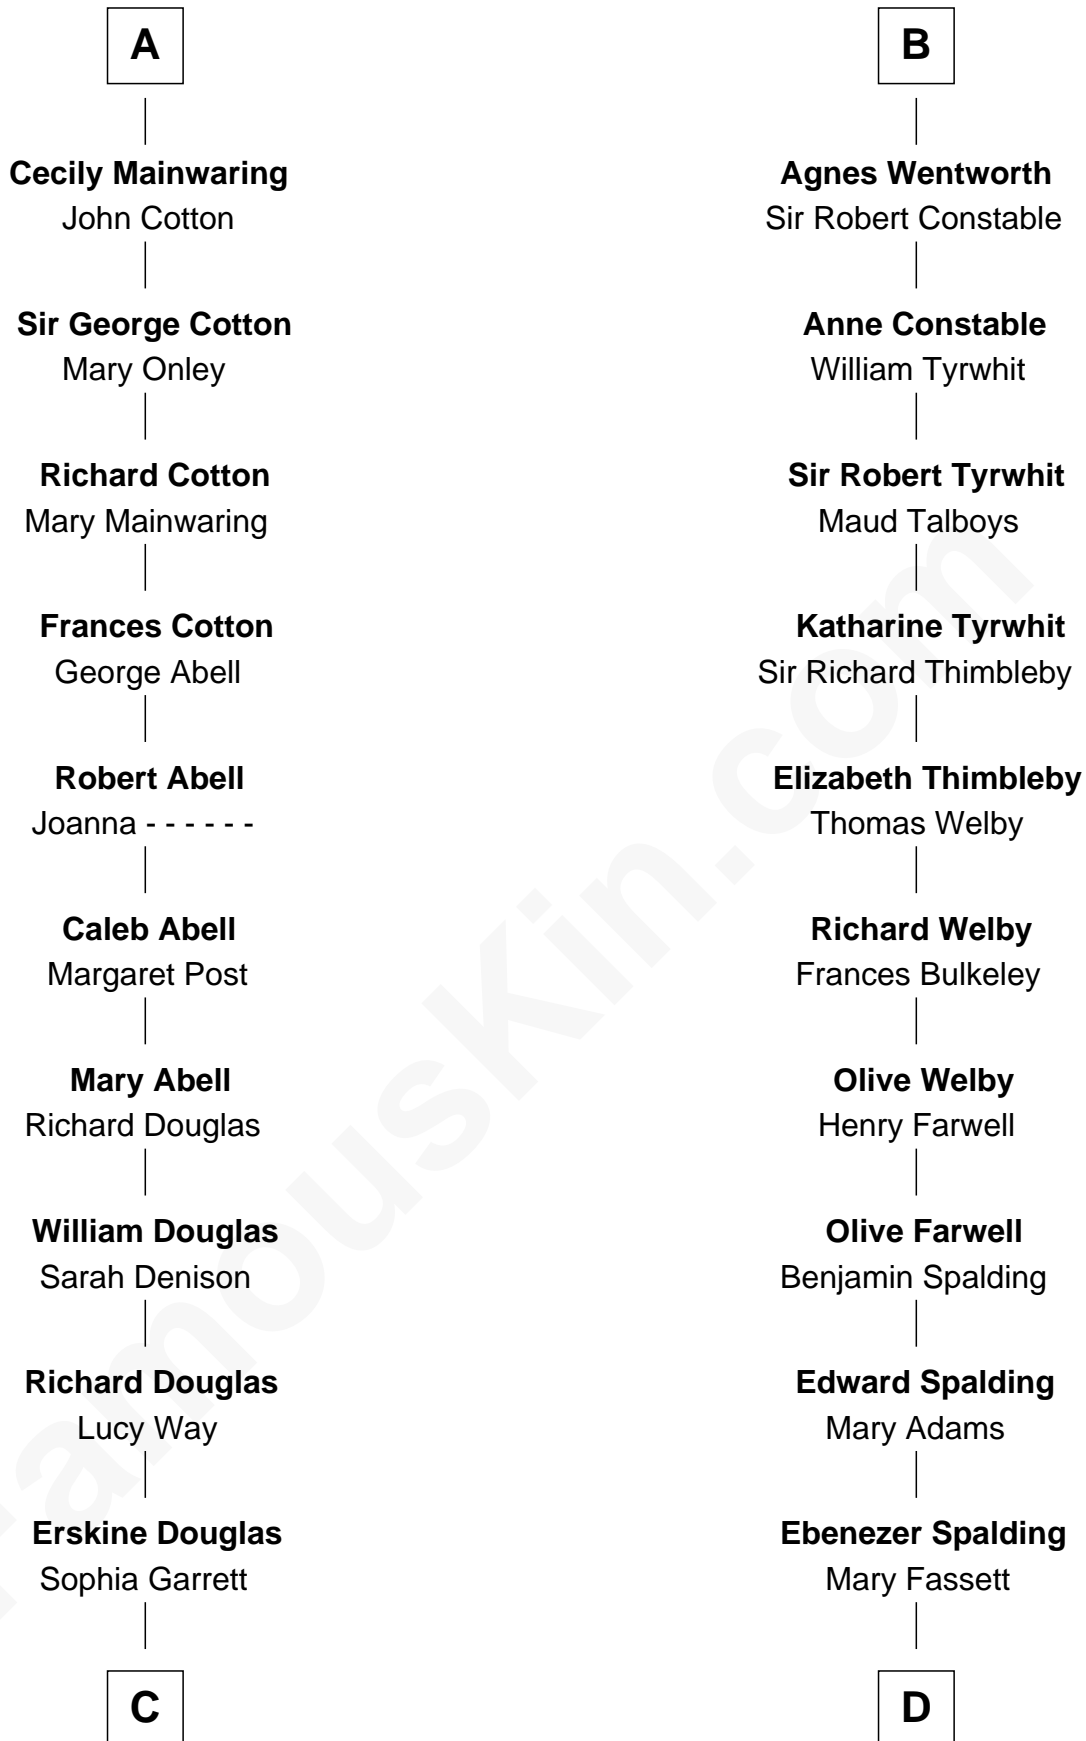 A
Cecily Mainwaring
John Cotton
Sir George Cotton
Mary Onley
Richard Cotton
Mary Mainwaring
Frances Cotton
George Abell
Robert Abell
Joanna - - - - - -
Caleb Abell
Margaret Post
Mary Abell
Richard Douglas
William Douglas
Sarah Denison
Richard Douglas
Lucy Way
Erskine Douglas
Sophia Garrett
C
B
Agnes Wentworth
Sir Robert Constable
Anne Constable
William Tyrwhit
Sir Robert Tyrwhit
Maud Talboys
Katharine Tyrwhit
Sir Richard Thimbleby
Elizabeth Thimbleby
Thomas Welby
Richard Welby
Frances Bulkeley
Olive Welby
Henry Farwell
Olive Farwell
Benjamin Spalding
Edward Spalding
Mary Adams
Ebenezer Spalding
Mary Fassett
D
FamousKin.com